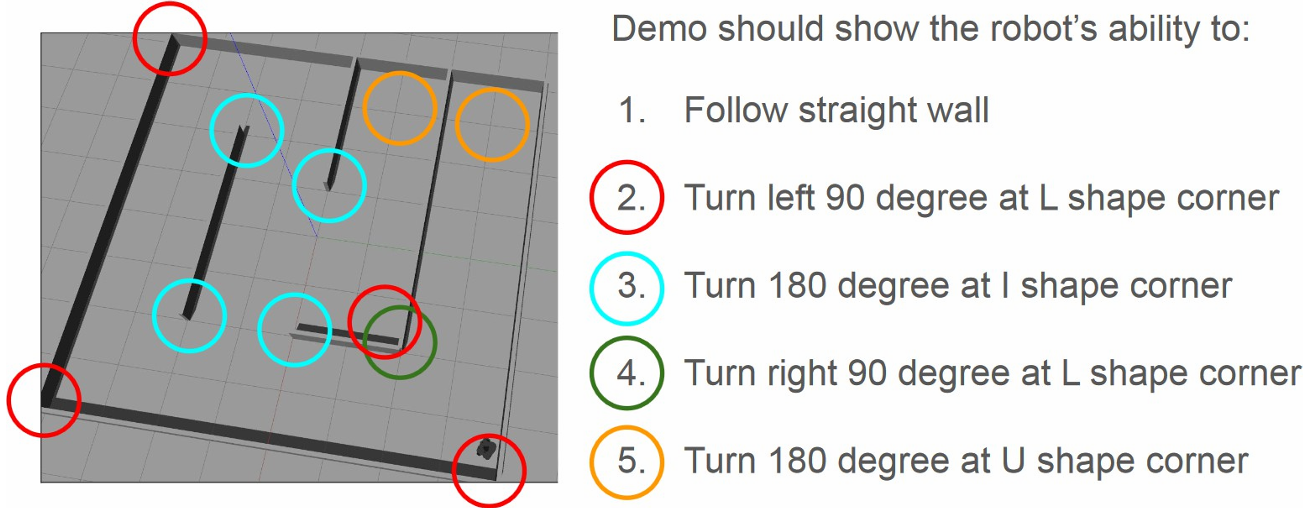 Demo should show the robot's ability to:
1. Follow straight wall
2. Turn left 90 degree at L shape corner
3. Turn 180 degree at I shape corner
4. Turn right 90 degree at L shape corner
5. Turn 180 degree at U shape corner